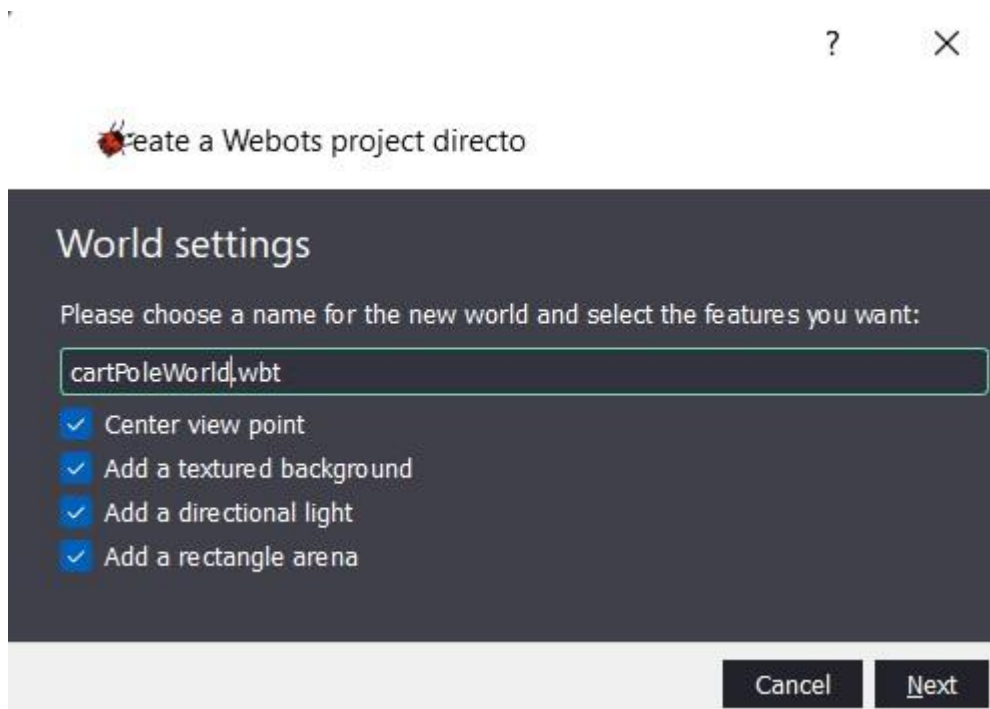 ?
eate a Webots project directo
World settings
Please choose a name for the new world and select the features you want:
cartPoleWorld.wbt
Center view point
Add a textured background
Add a directional light
Add a rectangle arena
Cancel Next